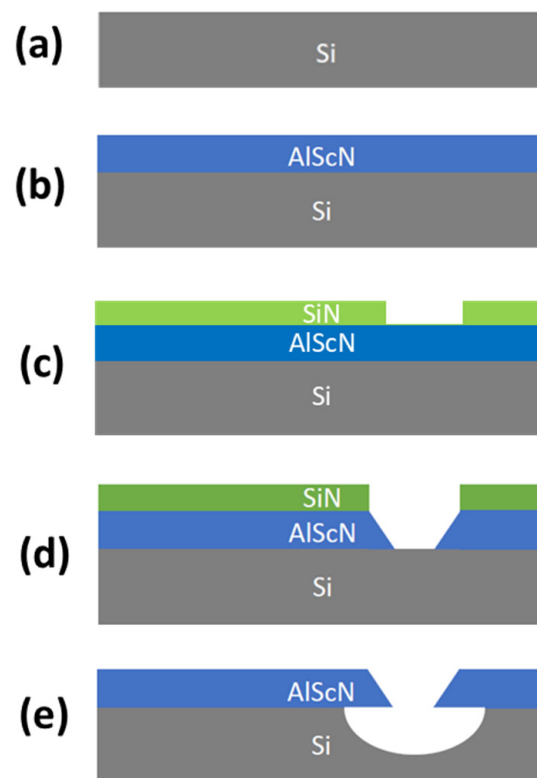 (a)
Si
(b)
AlScN
Si
(c)
SiN
AlScN
Si
(d)
SiN
AlScN
Si
(e)
AlScN
Si